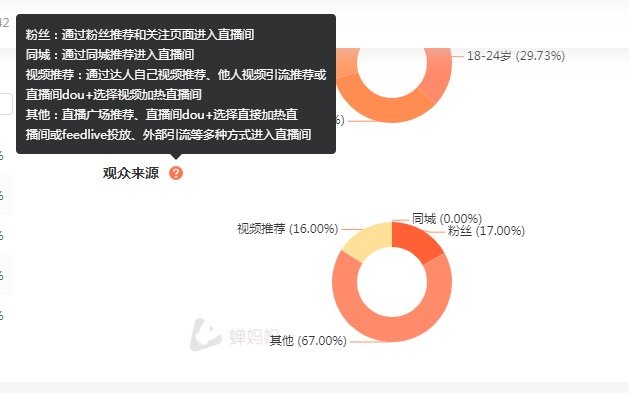 42
粉丝：通过粉丝推荐和关注页面进入直播间
同城：通过同城推荐进入直播间
视频推荐：通过达人自己视频推荐、他人视频引流推荐或
直播间dou+选择视频加热直播间
其他：直播广场推荐、直播间dou+选择直接加热直
播间或feedlive投放、外部引流等多种方式进入直播间
18-24岁 (29.73%)
%)
%
观众来源 ?
%
同城 (0.00%)
视频推荐 (16.00%)
粉丝 (17.00%)
%
%
%
蝉妈妈
其他 (67.00%)